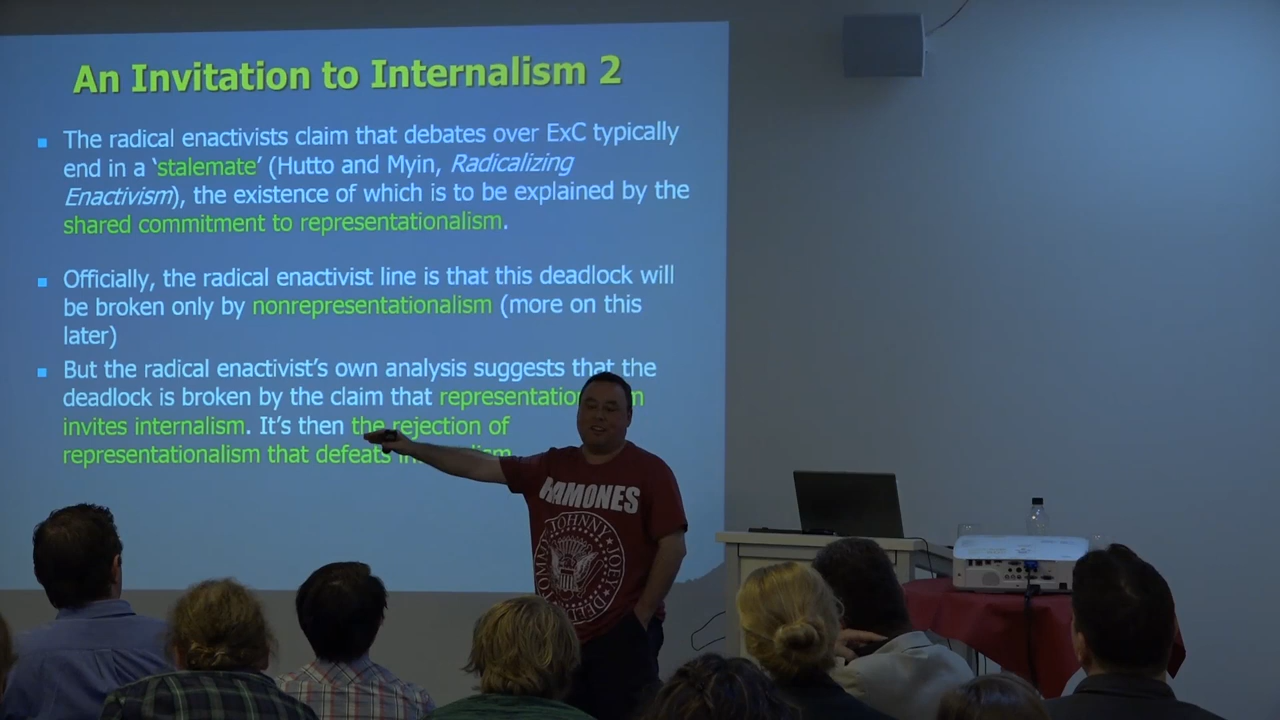 An Invitation to Internalism 2
The radical enactivists claim that debates over ExC typically
end in a ‘stalemate’ (Hutto and Myin, Radicalizing
Enactivism), the existence of which is to be explained by the
shared commitment to representationalism.
Officially, the radical enactivist line is that this deadlock will
be broken only by nonrepresentationalism (more on this
later)
But the radical enactivist’s own analysis suggests that the
deadlock is broken by the claim that
invites internalism. It’s then the rejection of
representationalism that defeats
RAMONES
JOHNNY
JOEY
TOMMY